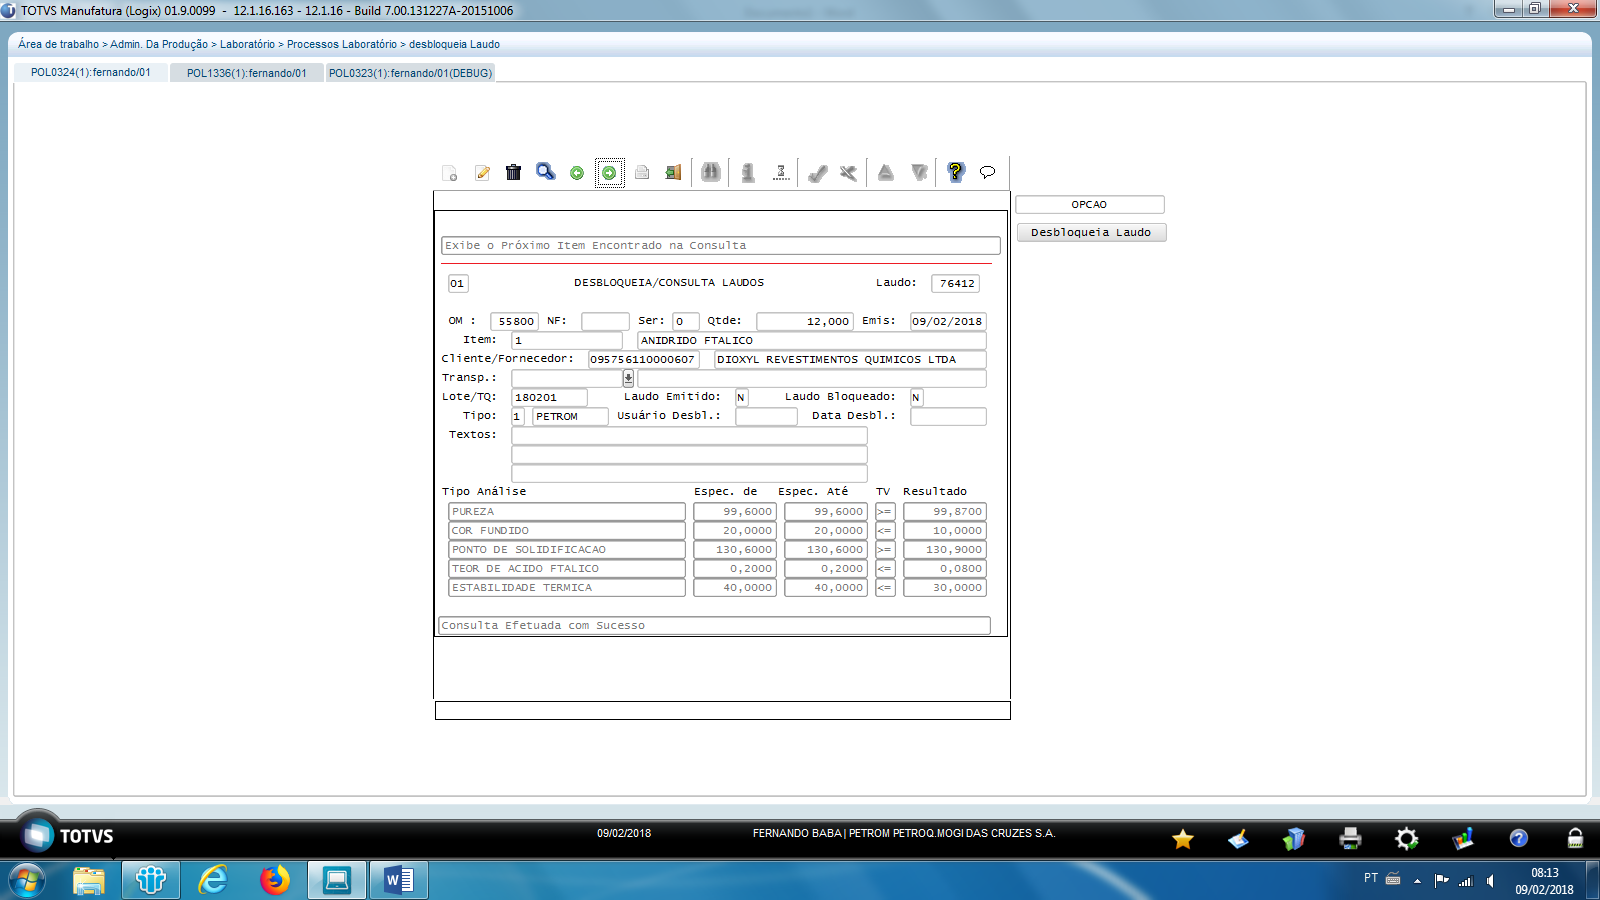 TOTVS Manufatura (Logix) 01.9.0099 - 12.1.16.163 - 12.1.16 - Build 7.00.131227A-20151006
Área de trabalho > Admin. Da Produção > Laboratório > Processos Laboratório > desbloqueia Laudo
POL0324(1):fernando/01 POL1336(1):fernando/01 POL0323(1):fernando/01(DEBUG)
OPCAO
Desbloqueia Laudo
Exibe o Próximo Item Encontrado na Consulta
01 DESBLOQUEIA/CONSULTA LAUDOS Laudo: 76412
OM : 55800 NF: Ser: 0 Qtde: 12,000 Emis: 09/02/2018
Item: 1 ANIDRIDO FTALICO
Cliente/Fornecedor: 095756110000607 DIOXYL REVESTIMENTOS QUIMICOS LTDA
Transp.:
Lote/TQ: 180201 Laudo Emitido: N Laudo Bloqueado: N
Tipo: 1 PETROM Usuário Desbl.: Data Desbl.:
Textos:
Tipo Análise Espec. de Espec. Até TV Resultado
PUREZA 99,6000 99,6000 >= 99,8700
COR FUNDIDO 20,0000 20,0000 <= 10,0000
PONTO DE SOLIDIFICACAO 130,6000 130,6000 >= 130,9000
TEOR DE ACIDO FTALICO 0,2000 0,2000 <= 0,0800
ESTABILIDADE TERMICA 40,0000 40,0000 <= 30,0000
Consulta Efetuada com Sucesso
TOTVS 09/02/2018 FERNANDO BABA | PETROM PETROQ.MOGI DAS CRUZES S.A.
PT 08:13
09/02/2018